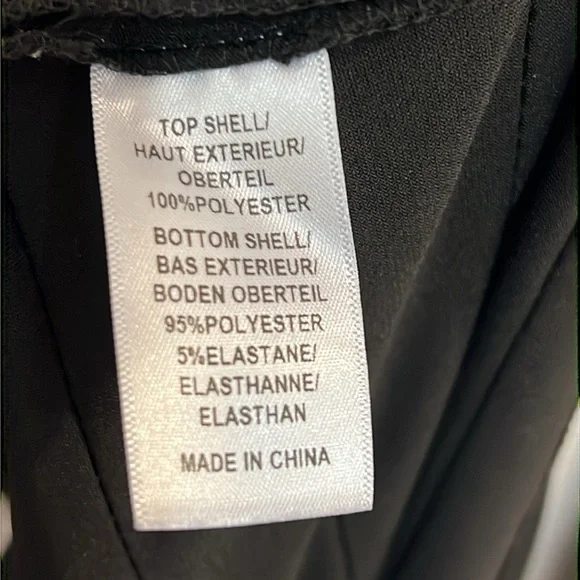 TOP SHELL/
HAUT EXTERIEUR/
OBERTEIL
100%POLYESTER
BOTTOM SHELL/
BAS EXTERIEUR/
BODEN OBERTEIL
95%POLYESTER
5%ELASTANE/
ELASTHANNE/
ELASTHAN
MADE IN CHINA